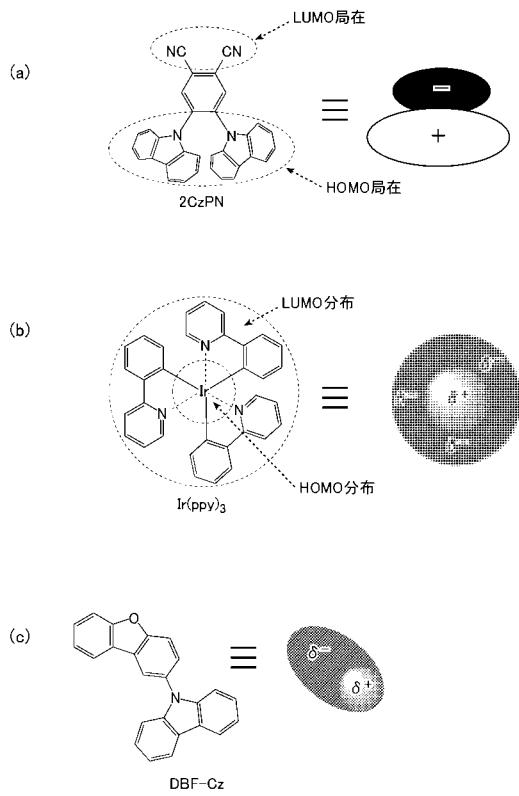 LUMO局在
(a)
NC
CN
N
N
−
+
HOMO局在
2CzPN
(b)
LUMO分布
N
Ir
N
N
HOMO分布
Ir(ppy)3
δ−
δ−
δ+
δ−
(c)
O
N
δ−
δ+
DBF-Cz